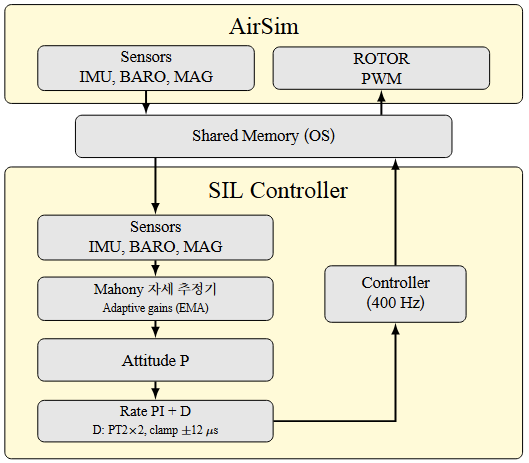 AirSim
Sensors
IMU, BARO, MAG
ROTOR
PWM
Shared Memory (OS)
SIL Controller
Sensors
IMU, BARO, MAG
Mahony 자세 추정기
Adaptive gains (EMA)
Attitude P
Rate PI + D
D: PT2×2, clamp ±12 μs
Controller
(400 Hz)